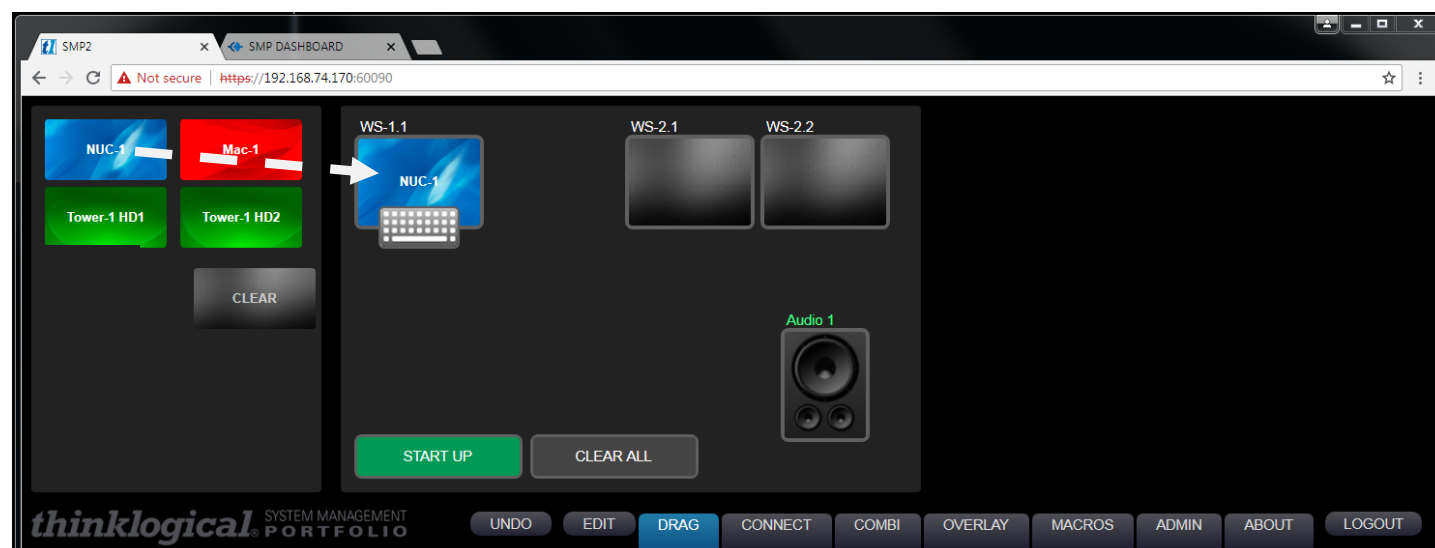 SMP2
SMP DASHBOARD
Not secure | https://192.168.74.170:60090
NUC-1
Mac-1
Tower-1 HD1
Tower-1 HD2
CLEAR
WS-1.1
WS-2.1
WS-2.2
NUC-1
Audio 1
START UP
CLEAR ALL
thinklogical® SYSTEM MANAGEMENT
PORTFOLIO
UNDO
EDIT
DRAG
CONNECT
COMBI
OVERLAY
MACROS
ADMIN
ABOUT
LOGOUT